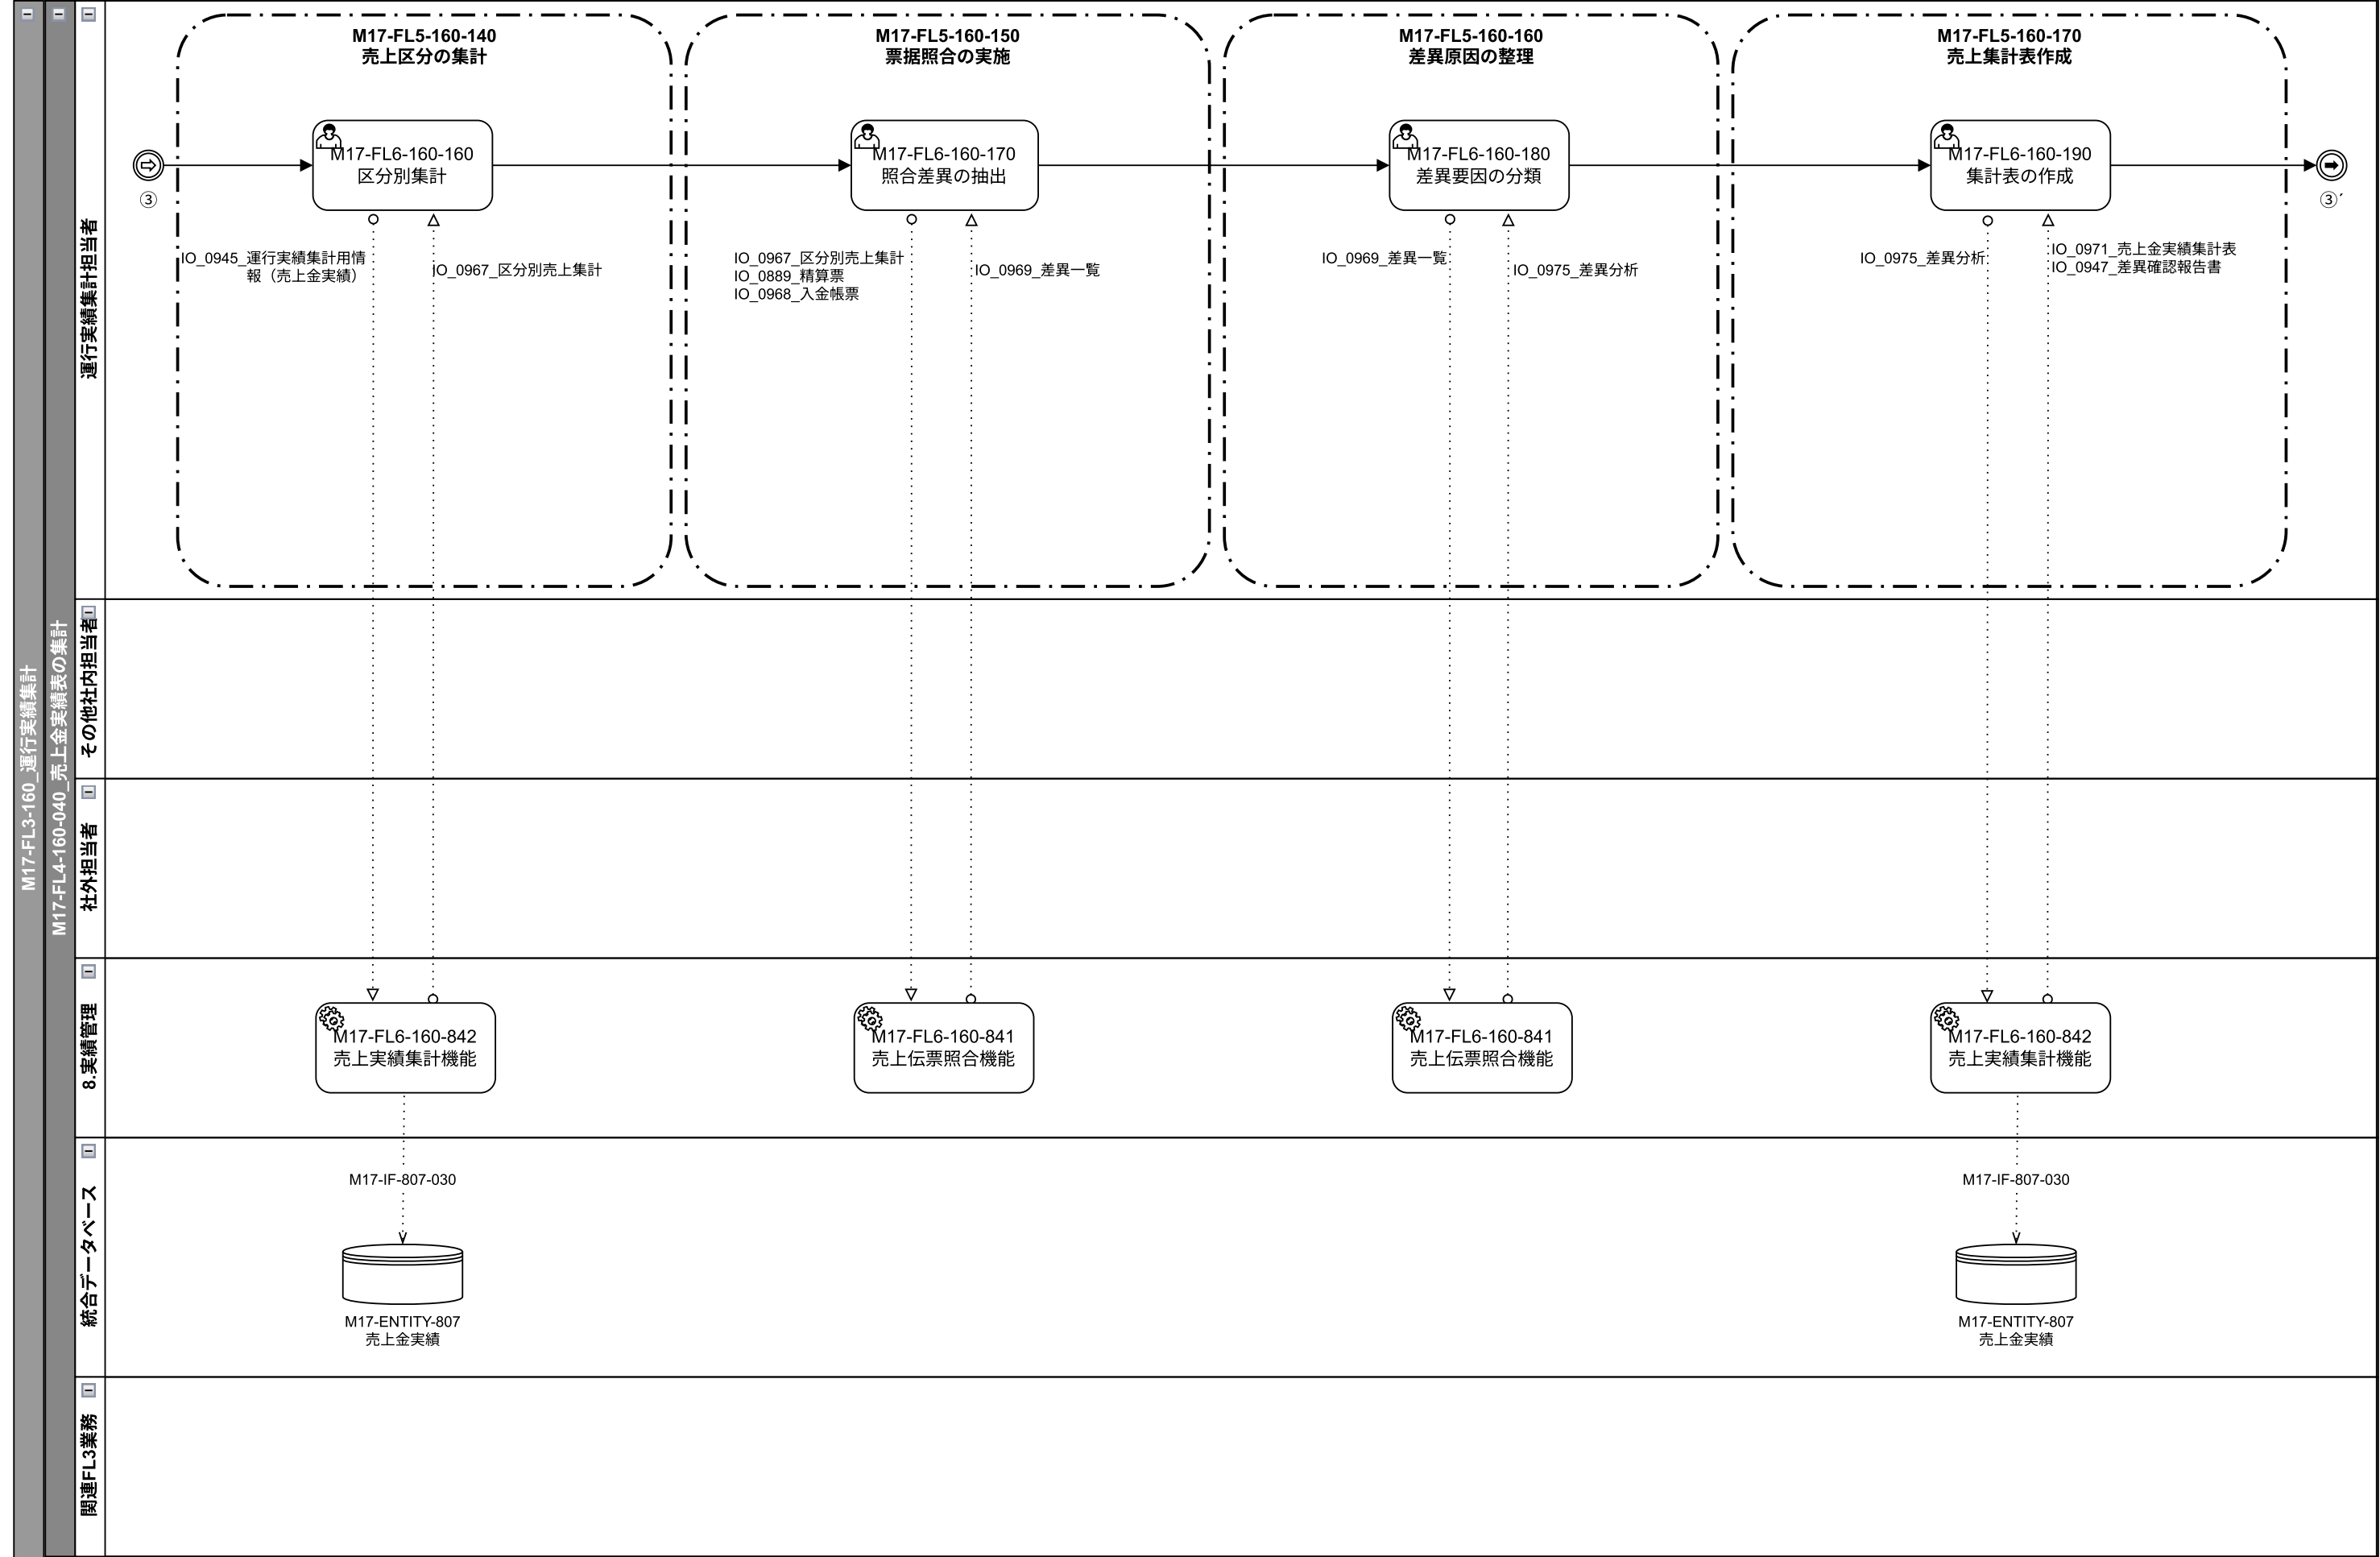 M17-FL3-160_運行実績集計
M17-FL4-160-040_売上金実績表の集計
運行実績集計担当者
M17-FL5-160-140
売上区分の集計
M17-FL5-160-150
票据照合の実施
M17-FL5-160-160
差異原因の整理
M17-FL5-160-170
売上集計表作成
③
M17-FL6-160-160
区分別集計
M17-FL6-160-170
照合差異の抽出
M17-FL6-160-180
差異要因の分類
M17-FL6-160-190
集計表の作成
③´
IO_0945_運行実績集計用情
報（売上金実績）
IO_0967_区分別売上集計
IO_0967_区分別売上集計
IO_0889_精算票
IO_0968_入金帳票
IO_0969_差異一覧
IO_0969_差異一覧
IO_0975_差異分析
IO_0975_差異分析
IO_0971_売上金実績集計表
IO_0947_差異確認報告書
その他社内担当者
社外担当者
8.実績管理
M17-FL6-160-842
売上実績集計機能
M17-FL6-160-841
売上伝票照合機能
M17-FL6-160-841
売上伝票照合機能
M17-FL6-160-842
売上実績集計機能
統合データベース
M17-IF-807-030
M17-IF-807-030
M17-ENTITY-807
売上金実績
M17-ENTITY-807
売上金実績
関連FL3業務